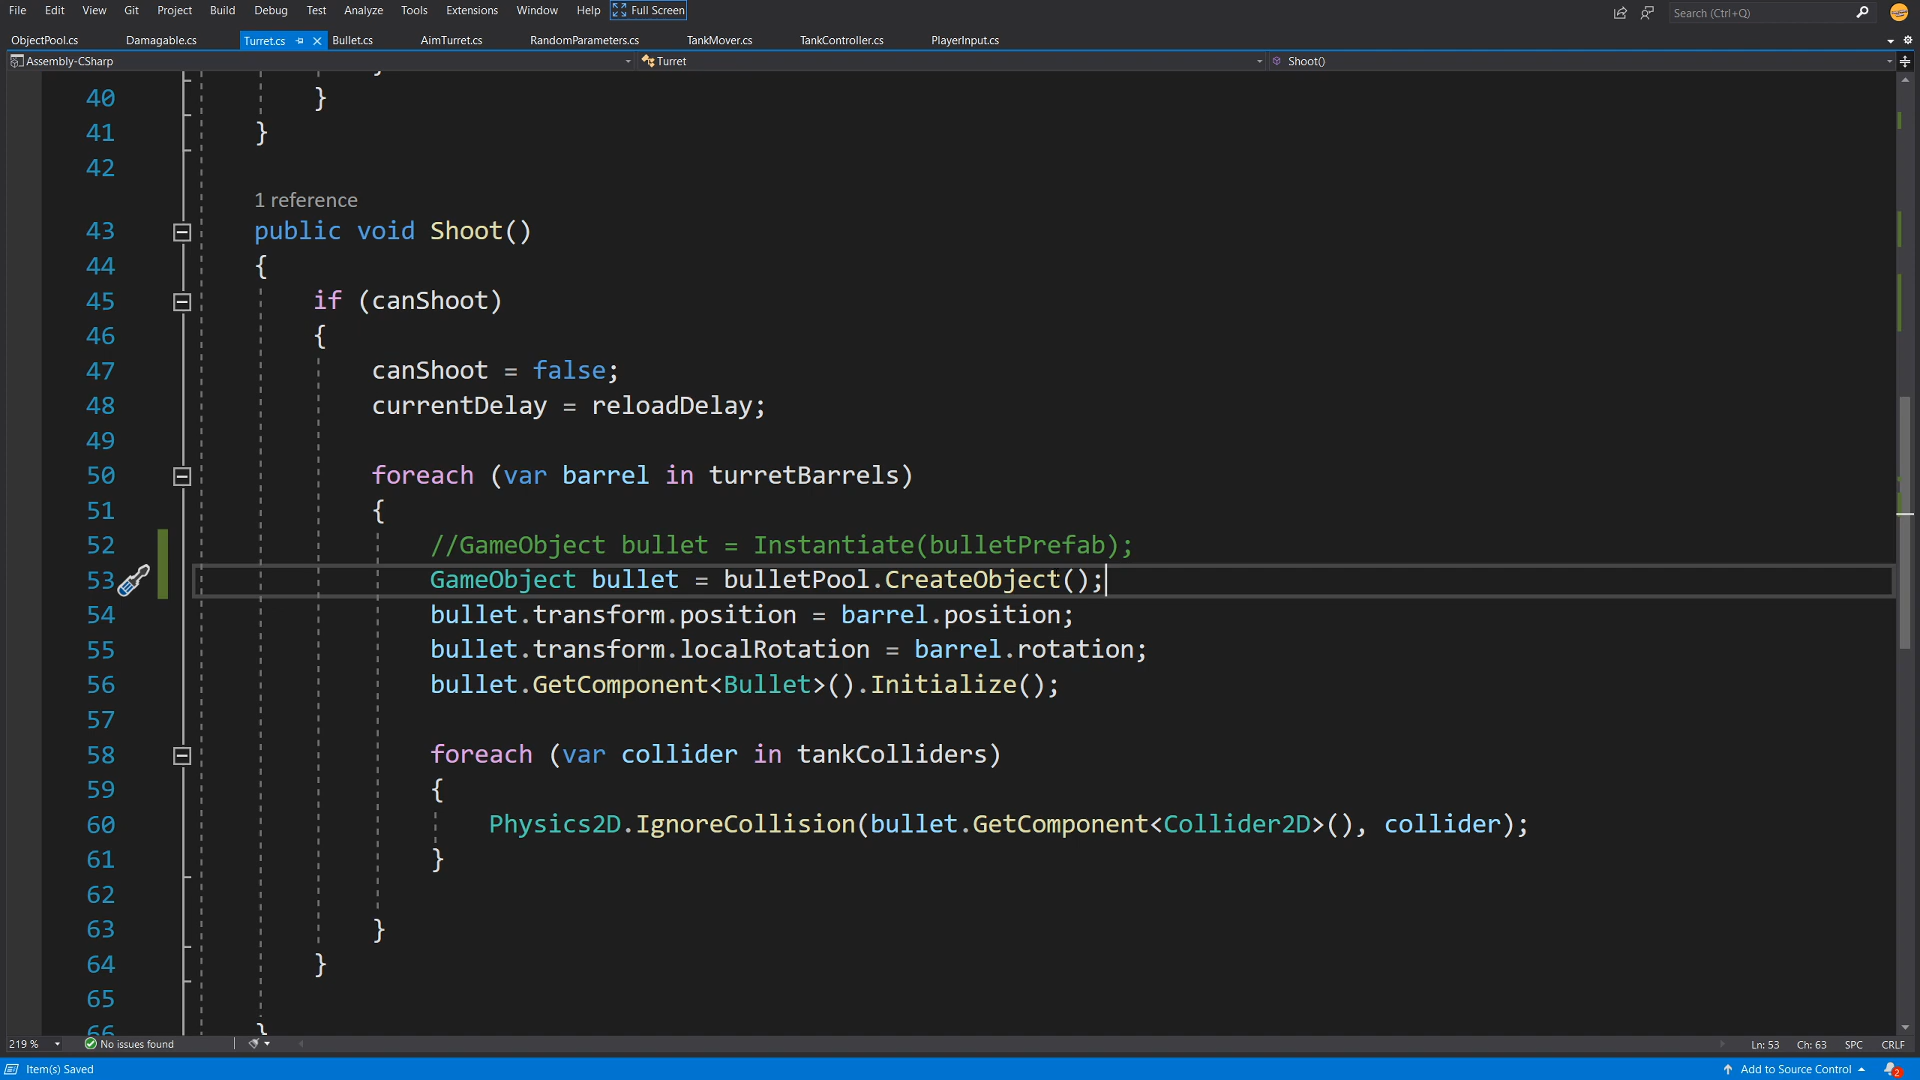 File Edit View Git Project Build Debug Test Analyze Tools Extensions Window Help Full Screen Search (Ctrl+Q)
ObjectPool.cs Damagable.cs Turret.cs Bullet.cs AimTurret.cs RandomParameters.cs TankMover.cs TankController.cs PlayerInput.cs
Assembly-CSharp Turret Shoot()
40 }
41 }
42
1 reference
43 public void Shoot()
44 {
45 if (canShoot)
46 {
47 canShoot = false;
48 currentDelay = reloadDelay;
49
50 foreach (var barrel in turretBarrels)
51 {
52 //GameObject bullet = Instantiate(bulletPrefab);
53 GameObject bullet = bulletPool.CreateObject();
54 bullet.transform.position = barrel.position;
55 bullet.transform.localRotation = barrel.rotation;
56 bullet.GetComponent<Bullet>().Initialize();
57
58 foreach (var collider in tankColliders)
59 {
60 Physics2D.IgnoreCollision(bullet.GetComponent<Collider2D>(), collider);
61 }
62
63 }
64 }
65
66 }
219 % No issues found Ln: 53 Ch: 63 SPC CRLF
Item(s) Saved Add to Source Control 2